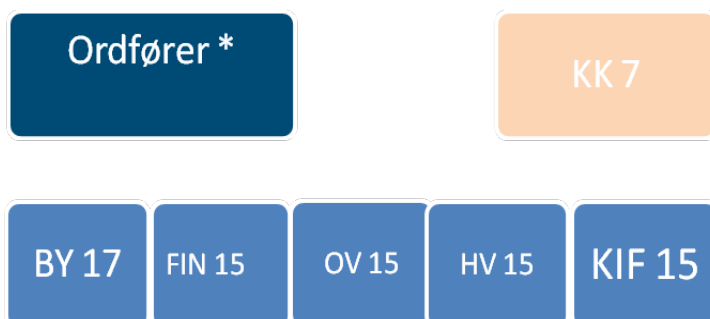 Ordfører *
KK 7
BY 17
FIN 15
OV 15
HV 15
KIF 15